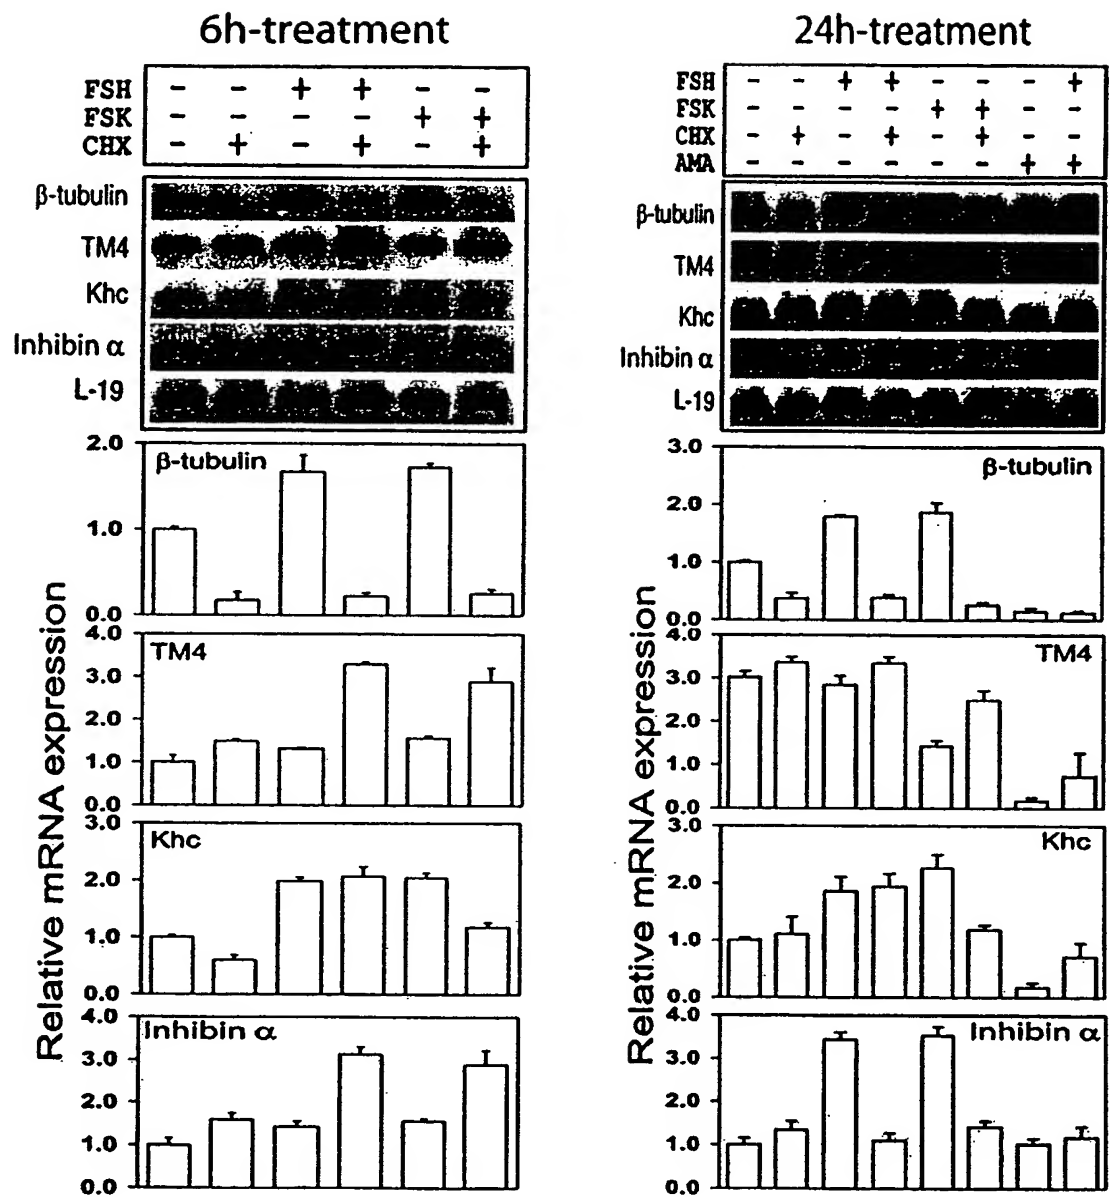 6h-treatment
FSH - - + + - -
FSK - - - - + +
CHX - + - + - +
β-tubulin
TM4
Khc
Inhibin α
L-19
2.0
β-tubulin
1.0
0.0
4.0
TM4
3.0
2.0
1.0
0.0
3.0
Khc
2.0
1.0
0.0
4.0
Inhibin α
3.0
2.0
1.0
0.0
Relative mRNA expression
24h-treatment
FSH - - + + - - - +
FSK - - - - + + - -
CHX - + - + - + - -
AMA - - - - - - + +
β-tubulin
TM4
Khc
Inhibin α
L-19
3.0
β-tubulin
2.0
1.0
0.0
4.0
TM4
3.0
2.0
1.0
0.0
3.0
Khc
2.0
1.0
0.0
4.0
Inhibin α
3.0
2.0
1.0
0.0
Relative mRNA expression